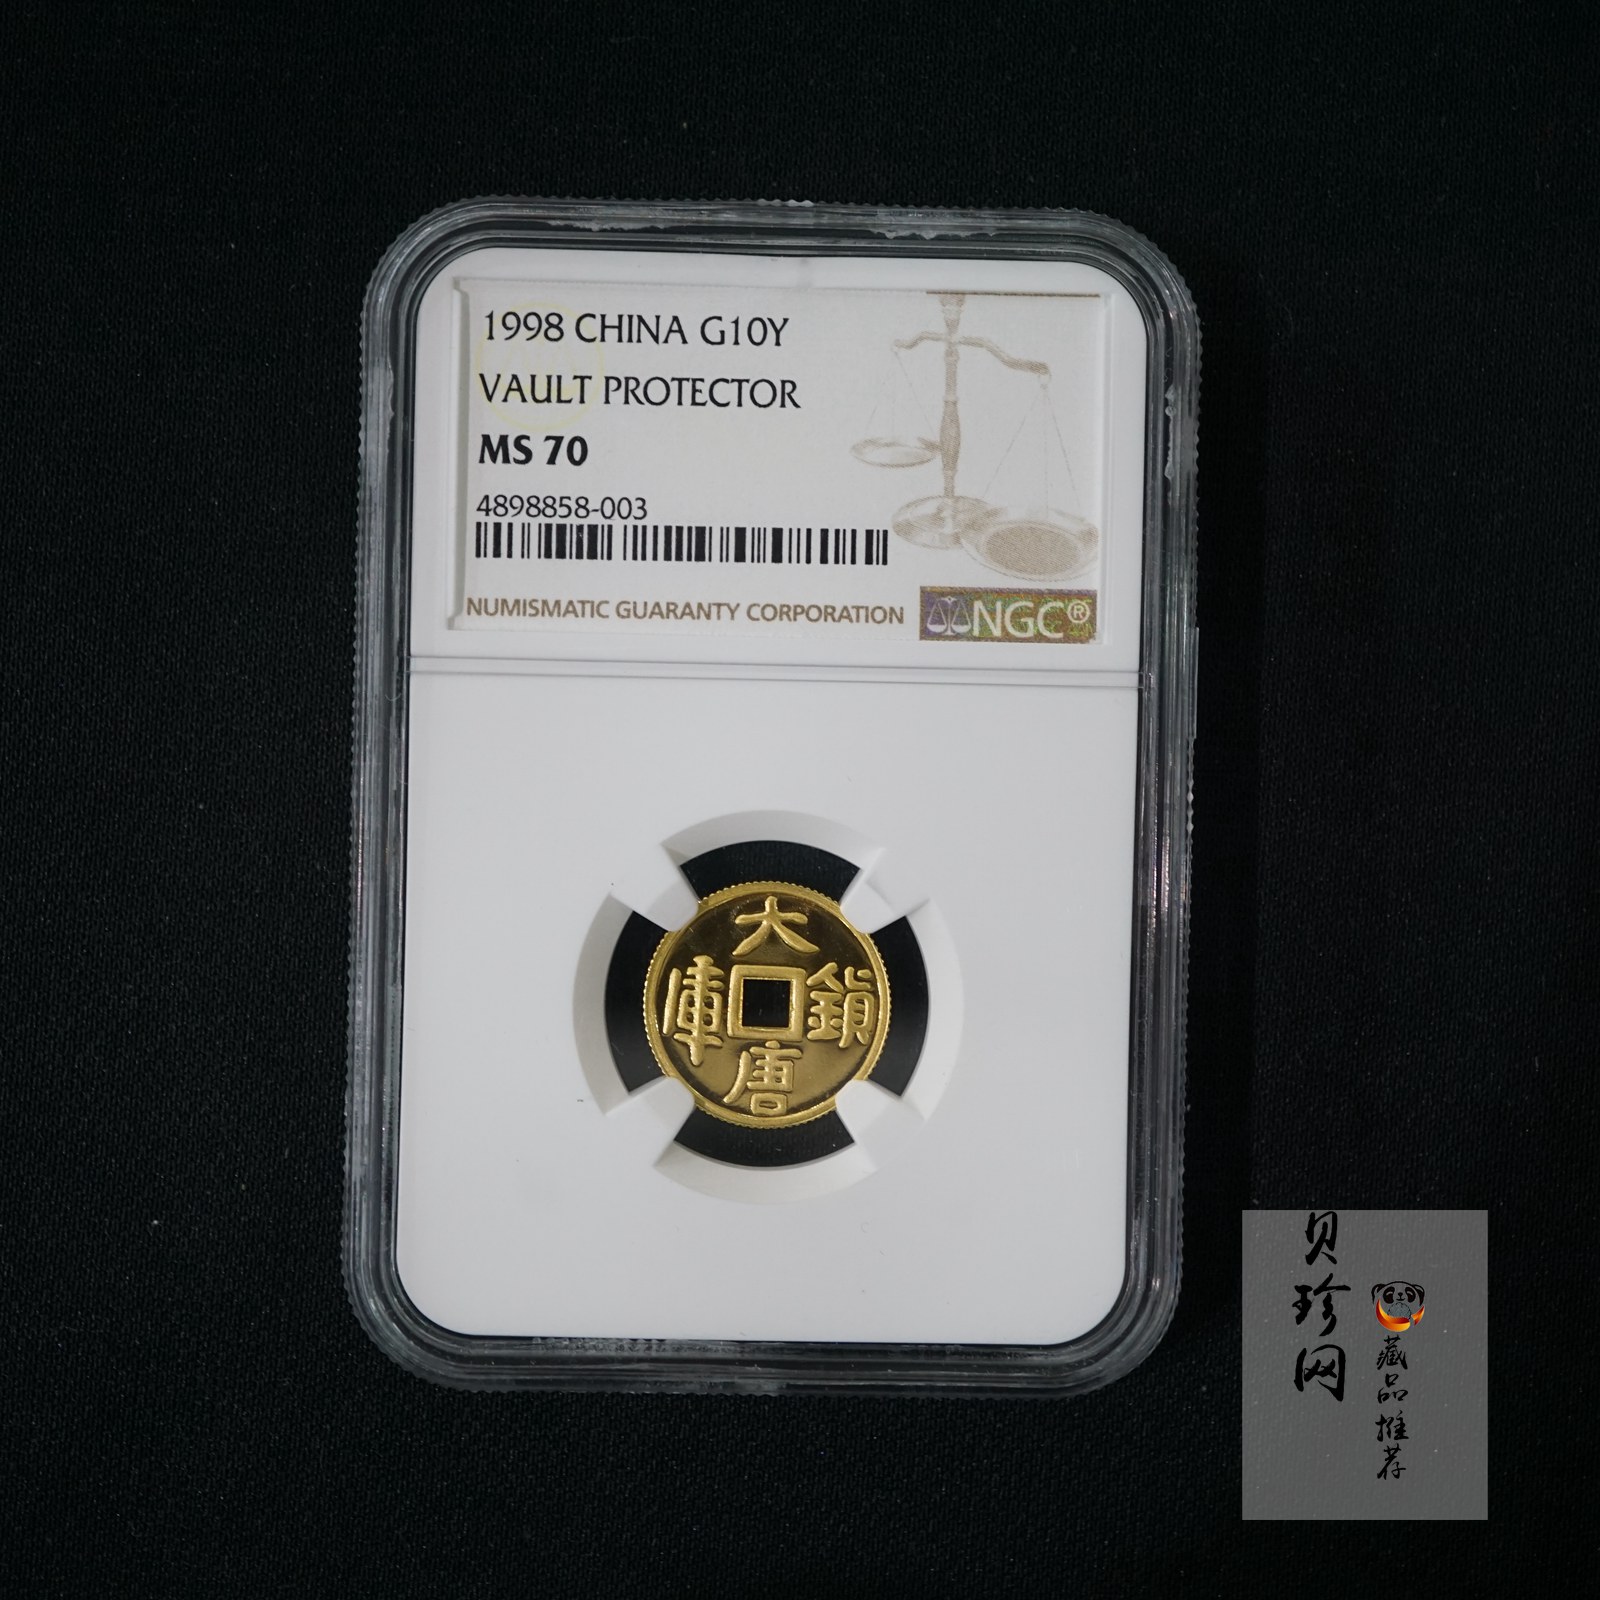 1998 CHINA G10Y
VAULT PROTECTOR
MS 70
4898858-003
NUMISMATIC GUARANTY CORPORATION
NGC®
大
庫 鎮
唐
贝珍网
藏品推荐